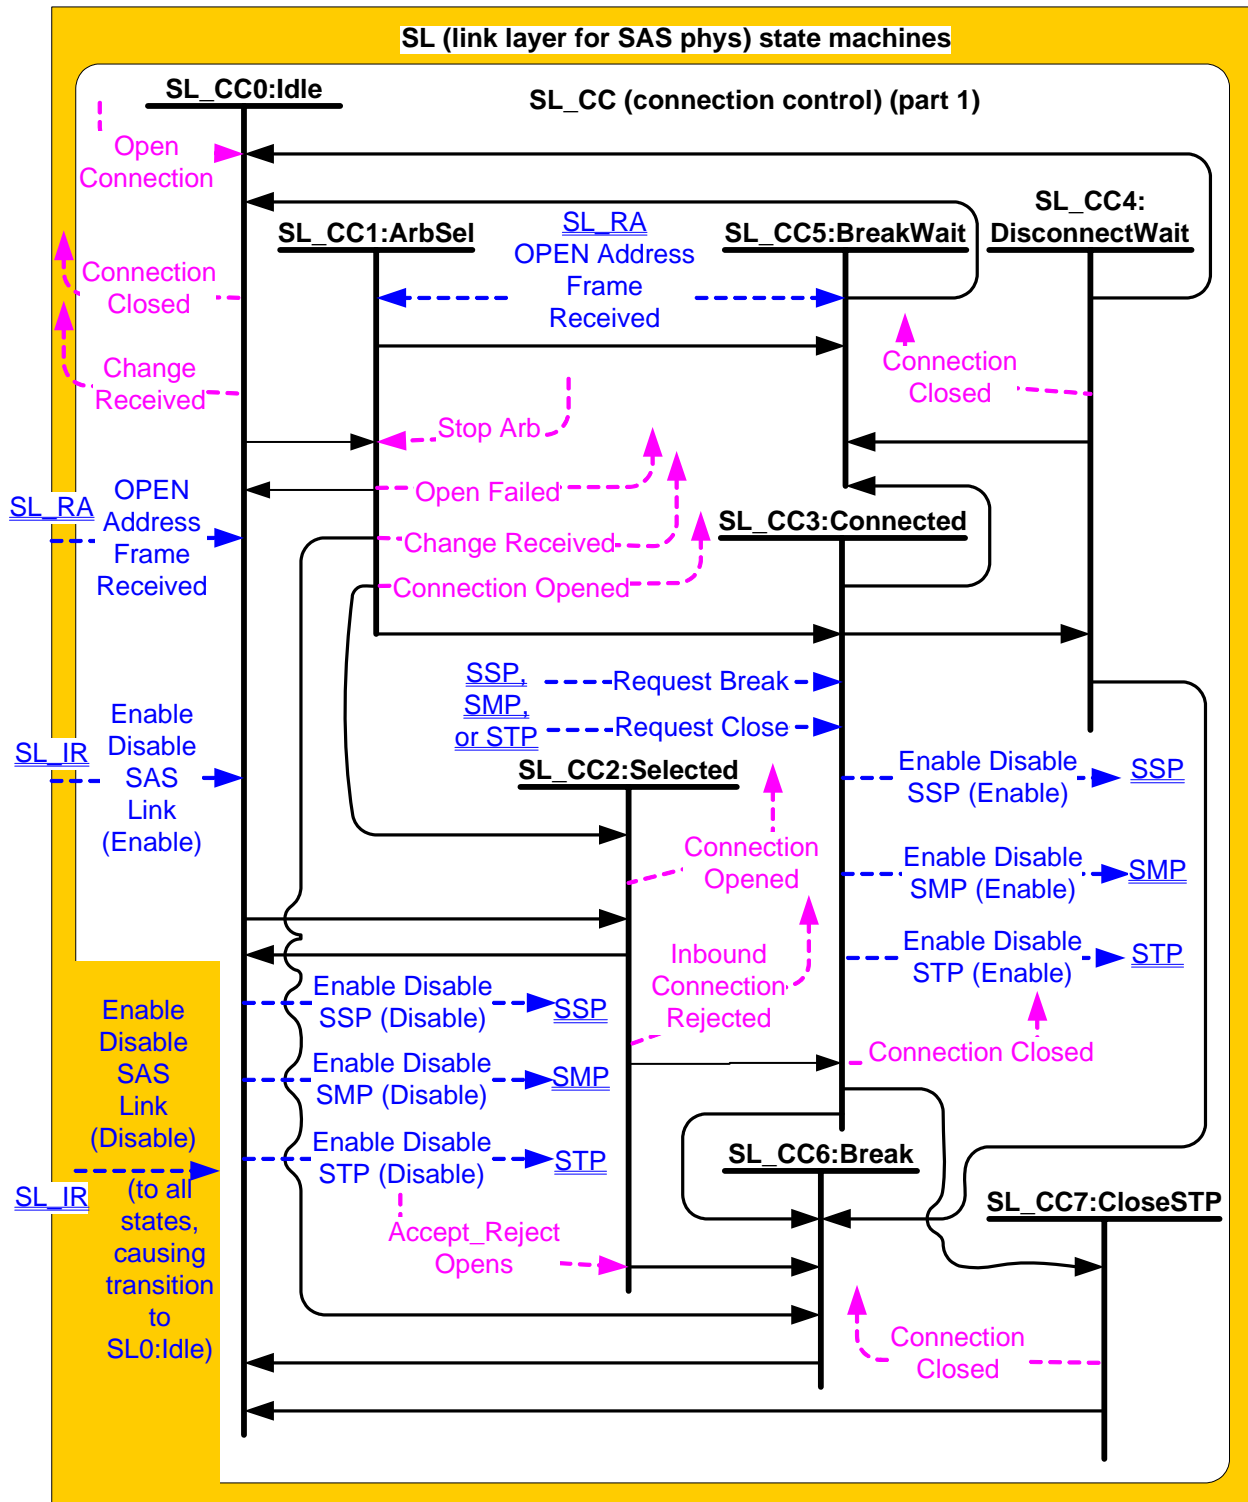 SL (link layer for SAS phys) state machines
SL_CC0:Idle
SL_CC (connection control) (part 1)
Open
Connection
SL_CC4:
DisconnectWait
SL_CC1:ArbSel
SL_RA
OPEN Address
Frame
Received
SL_CC5:BreakWait
Connection
Closed
Change
Received
Connection
Closed
Stop Arb
Open Failed
SL_RA
OPEN
Address
Frame
Received
Change Received
Connection Opened
SL_CC3:Connected
SSP,
SMP,
or STP
Request Break
Request Close
SL_IR
Enable
Disable
SAS
Link
(Enable)
SL_CC2:Selected
Enable Disable
SSP (Enable)
SSP
Connection
Opened
Enable Disable
SMP (Enable)
SMP
Inbound
Connection
Rejected
Enable Disable
STP (Enable)
STP
Enable Disable
SSP (Disable)
SSP
Connection Closed
Enable Disable
SMP (Disable)
SMP
Enable Disable
STP (Disable)
STP
Enable
Disable
SAS
Link
(Disable)
SL_IR
(to all
states,
causing
transition
to
SL0:Idle)
SL_CC6:Break
SL_CC7:CloseSTP
Accept_Reject
Opens
Connection
Closed